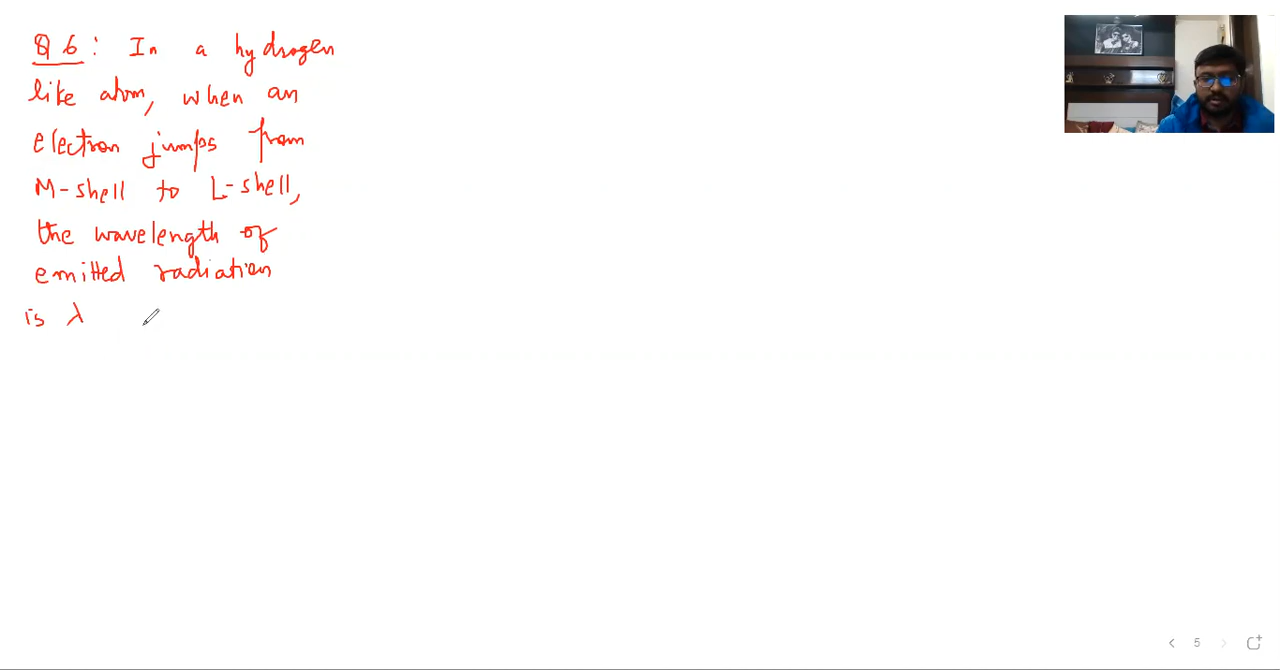 Q 6: In a hydrogen
like atom, when an
electron jumps from
M-shell to L-shell,
the wavelength of
emitted radiation
is λ
5